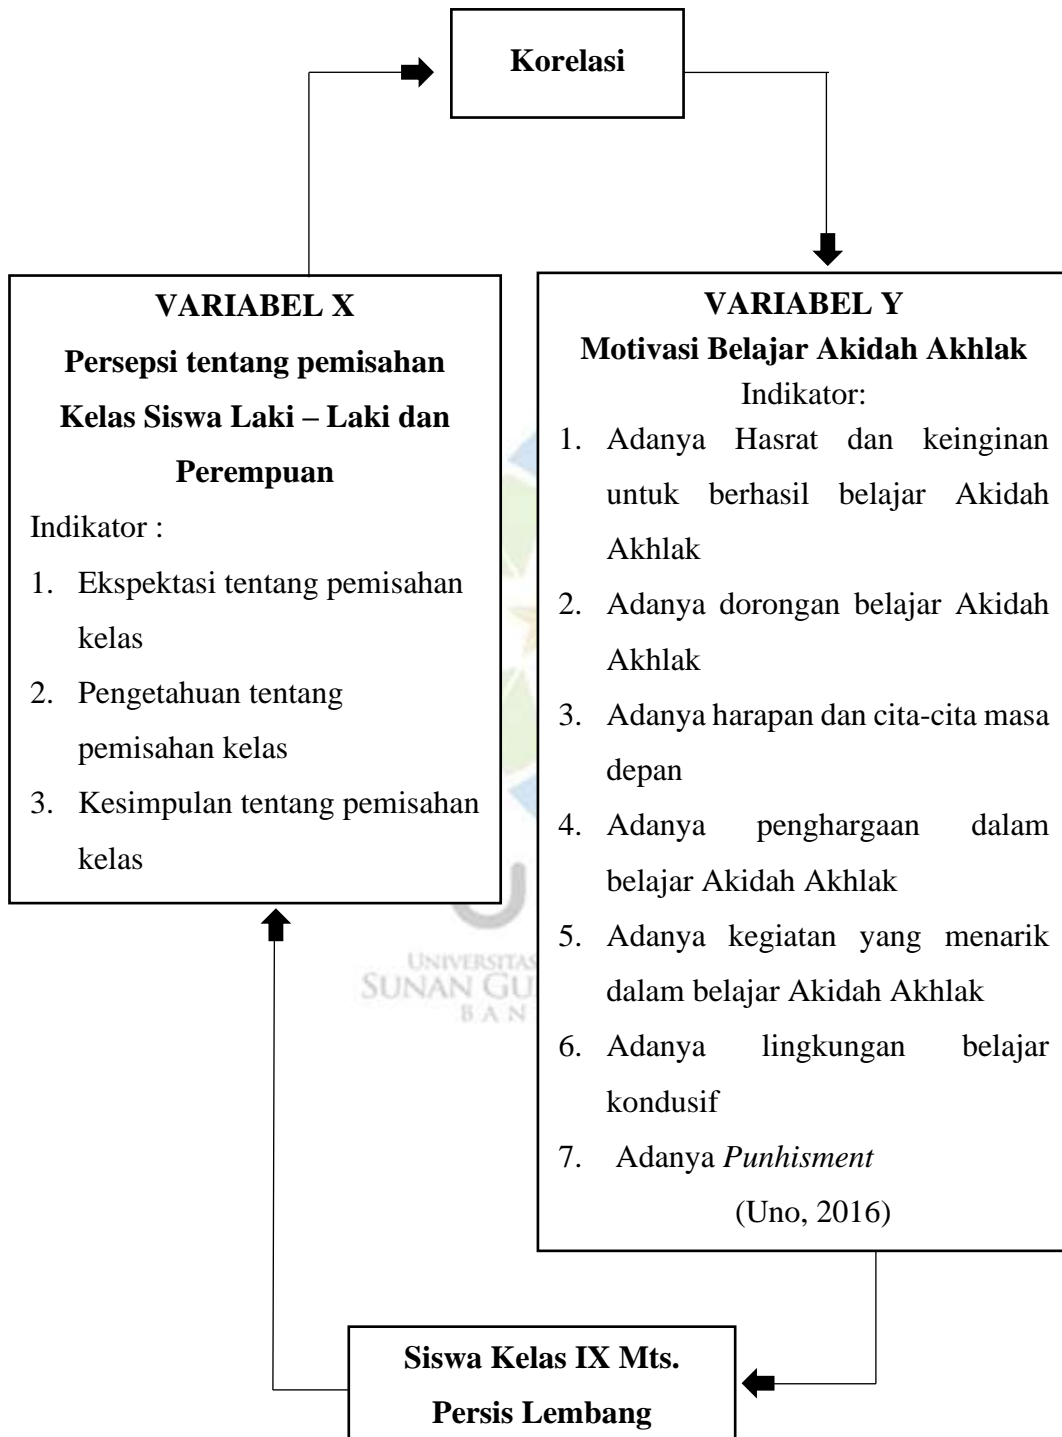 Korelasi
VARIABEL X
Persepsi tentang pemisahan
Kelas Siswa Laki – Laki dan
Perempuan
Indikator :
1. Ekspektasi tentang pemisahan
kelas
2. Pengetahuan tentang
pemisahan kelas
3. Kesimpulan tentang pemisahan
kelas
VARIABEL Y
Motivasi Belajar Akidah Akhlak
Indikator:
1. Adanya Hasrat dan keinginan
untuk berhasil belajar Akidah
Akhlak
2. Adanya dorongan belajar Akidah
Akhlak
3. Adanya harapan dan cita-cita masa
depan
4. Adanya penghargaan dalam
belajar Akidah Akhlak
5. Adanya kegiatan yang menarik
dalam belajar Akidah Akhlak
6. Adanya lingkungan belajar
kondusif
7. Adanya Punhisment
(Uno, 2016)
UNIVERSITAS
SUNAN
Siswa Kelas IX Mts.
Persis Lembang